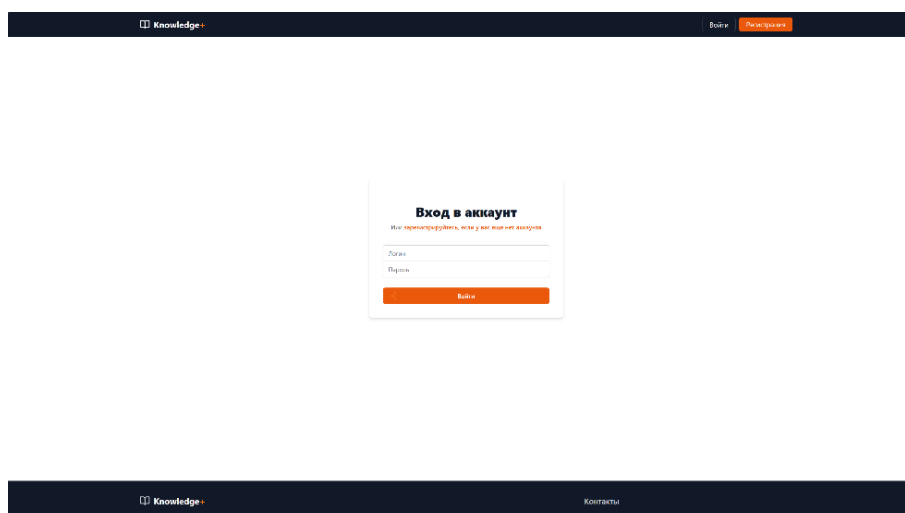 Knowledge+
Войти
Регистрация
Вход в аккаунт
Или зарегистрируйтесь, если у вас еще нет аккаунта
Логин
Пароль
Войти
Knowledge+
Контакты